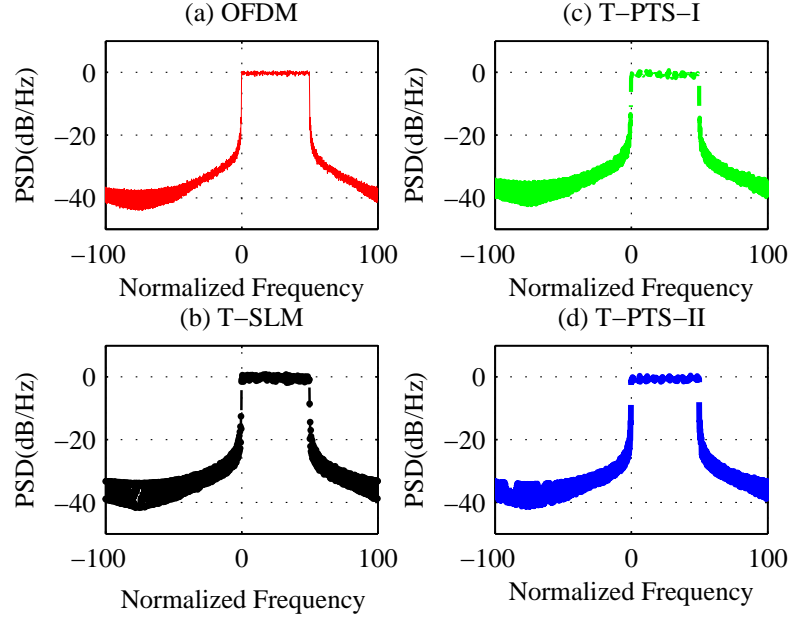 (a) OFDM
PSD(dB/Hz)
0
−20
−40
−100
0
100
Normalized Frequency
(c) T−PTS−I
PSD(dB/Hz)
0
−20
−40
−100
0
100
Normalized Frequency
(b) T−SLM
PSD(dB/Hz)
0
−20
−40
−100
0
100
Normalized Frequency
(d) T−PTS−II
PSD(dB/Hz)
0
−20
−40
−100
0
100
Normalized Frequency